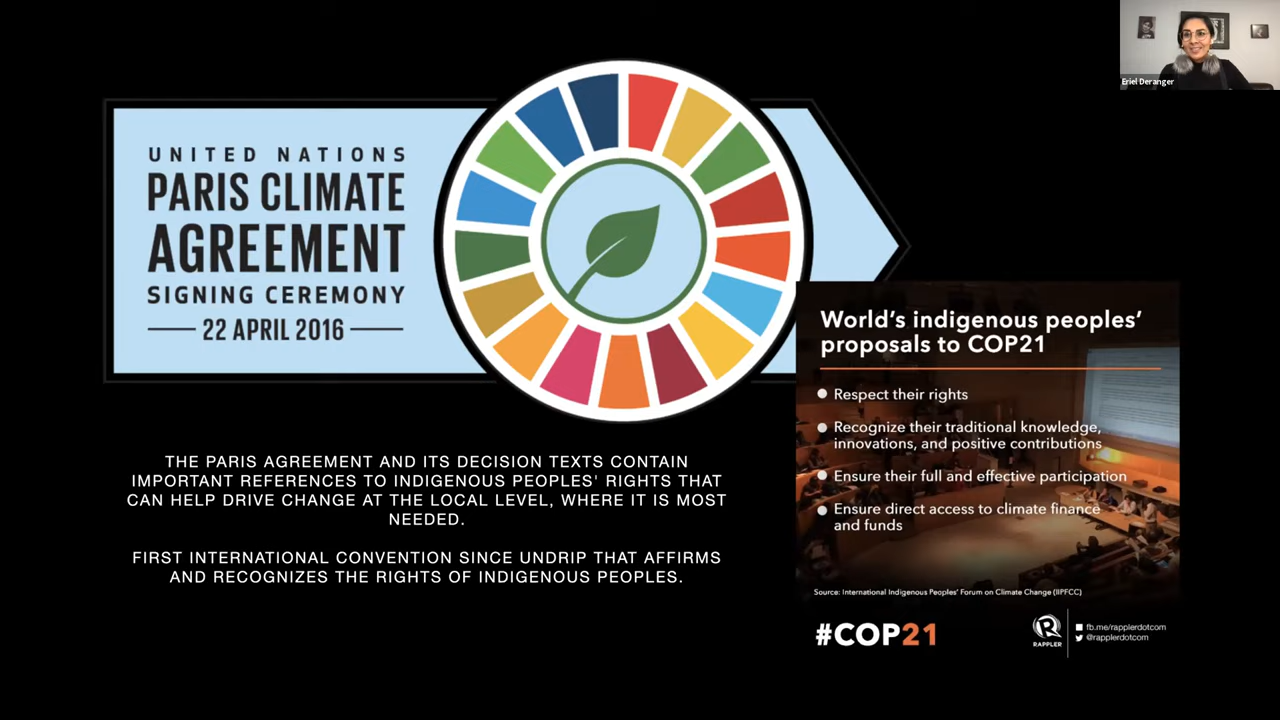 Eriel Deranger
UNITED NATIONS
PARIS CLIMATE
AGREEMENT
SIGNING CEREMONY
22 APRIL 2016
THE PARIS AGREEMENT AND ITS DECISION TEXTS CONTAIN
IMPORTANT REFERENCES TO INDIGENOUS PEOPLES' RIGHTS THAT
CAN HELP DRIVE CHANGE AT THE LOCAL LEVEL, WHERE IT IS MOST
NEEDED.
FIRST INTERNATIONAL CONVENTION SINCE UNDRIP THAT AFFIRMS
AND RECOGNIZES THE RIGHTS OF INDIGENOUS PEOPLES.
World's indigenous peoples'
proposals to COP21
Respect their rights
Recognize their traditional knowledge,
innovations, and positive contributions
Ensure their full and effective participation
Ensure direct access to climate finance
and funds
Source: International Indigenous Peoples' Forum on Climate Change (IIPFCC)
#COP21
RAPPLER
fb.me/rapplerdotcom
@rapplerdotcom